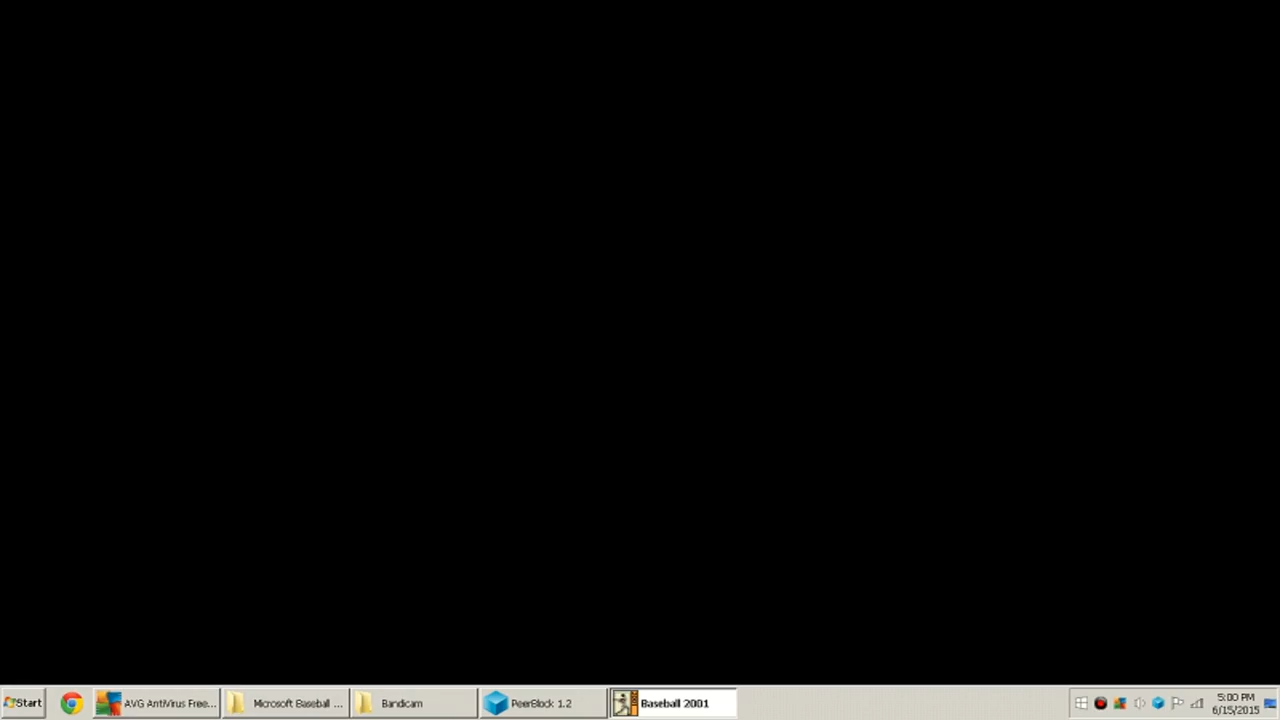 Start
AVG AntiVirus Free...
Microsoft Baseball ...
Bandicam
PeerBlock 1.2
Baseball 2001
5:00 PM
6/15/2015